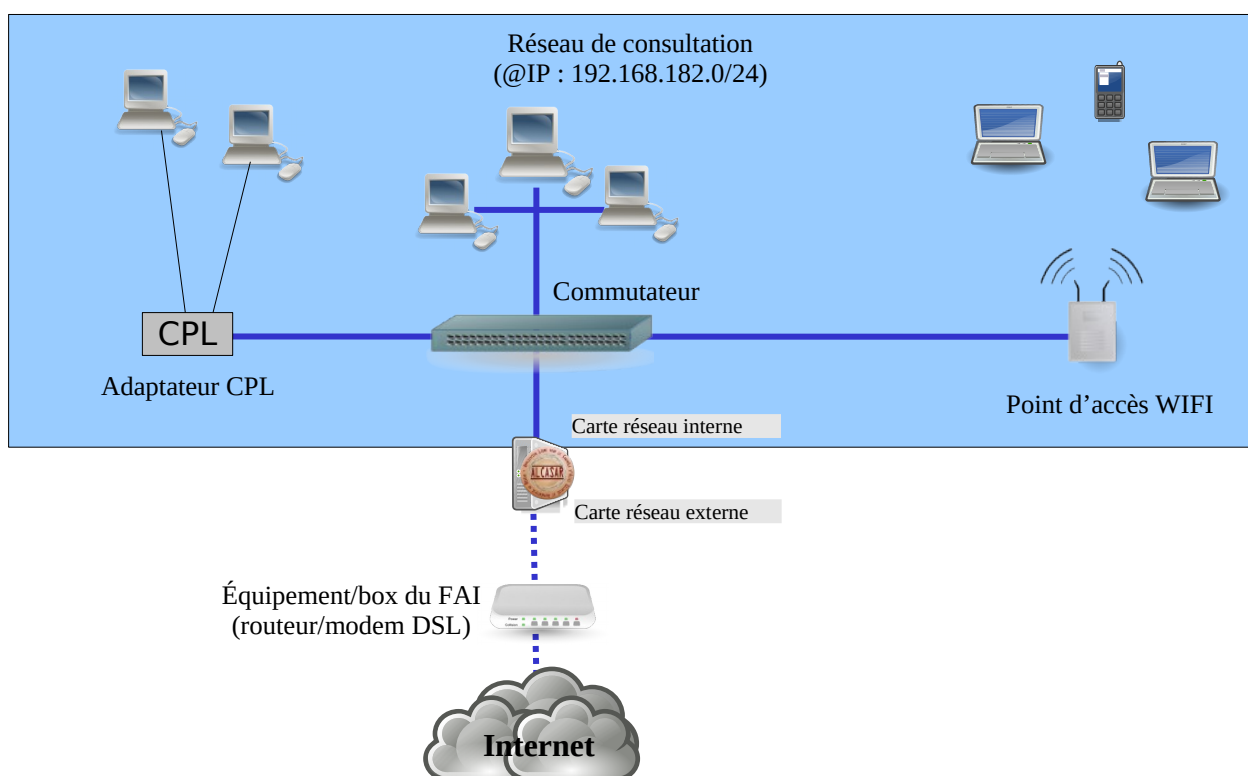 Réseau de consultation
(@IP : 192.168.182.0/24)
Commutateur
CPL
Adaptateur CPL
Point d’accès WIFI
Carte réseau interne
ALCASAR
Carte réseau externe
Équipement/box du FAI
(routeur/modem DSL)
Internet